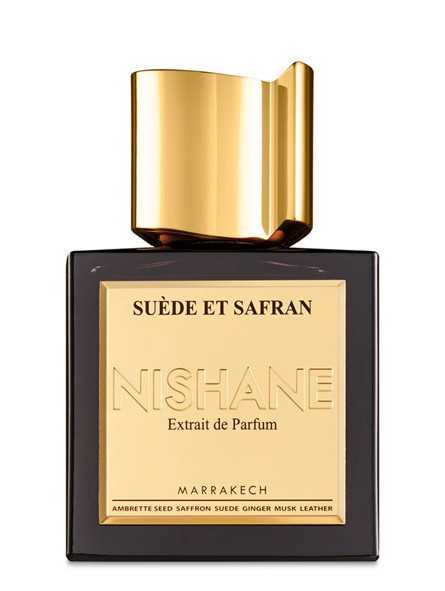 SUÈDE ET SAFRAN
NISHANE
Extrait de Parfum
MARRAKECH
AMBRETTE SEED SAFFRON SUEDE GINGER MUSK LEATHER